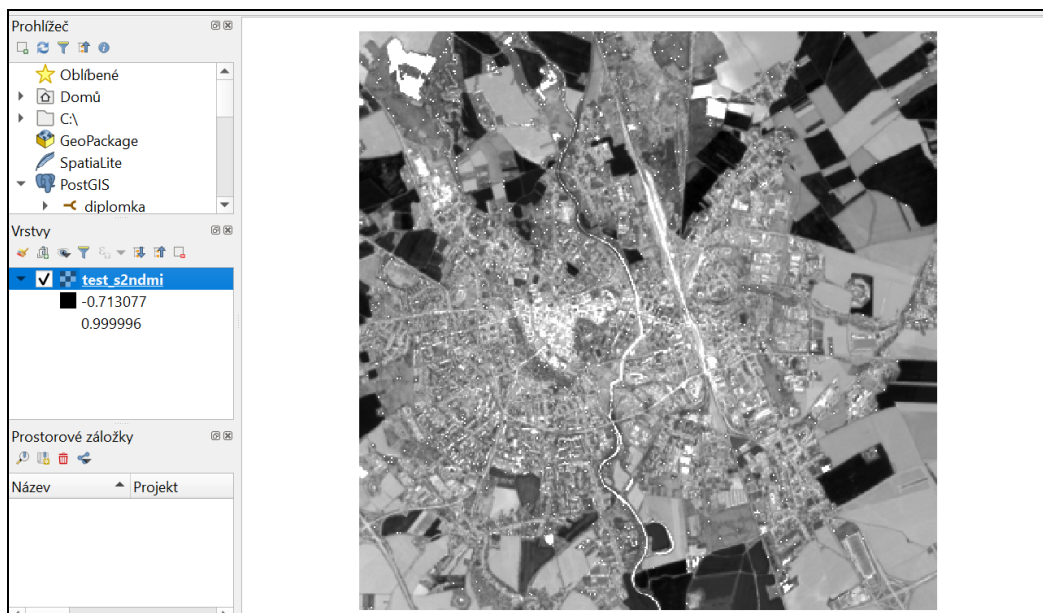 Prohlížeč
Oblíbené
Domů
C:\
GeoPackage
SpatiaLite
PostGIS
diplomka
Vrstvy
test_s2ndmi
-0.713077
0.999996
Prostorové záložky
Název Projekt